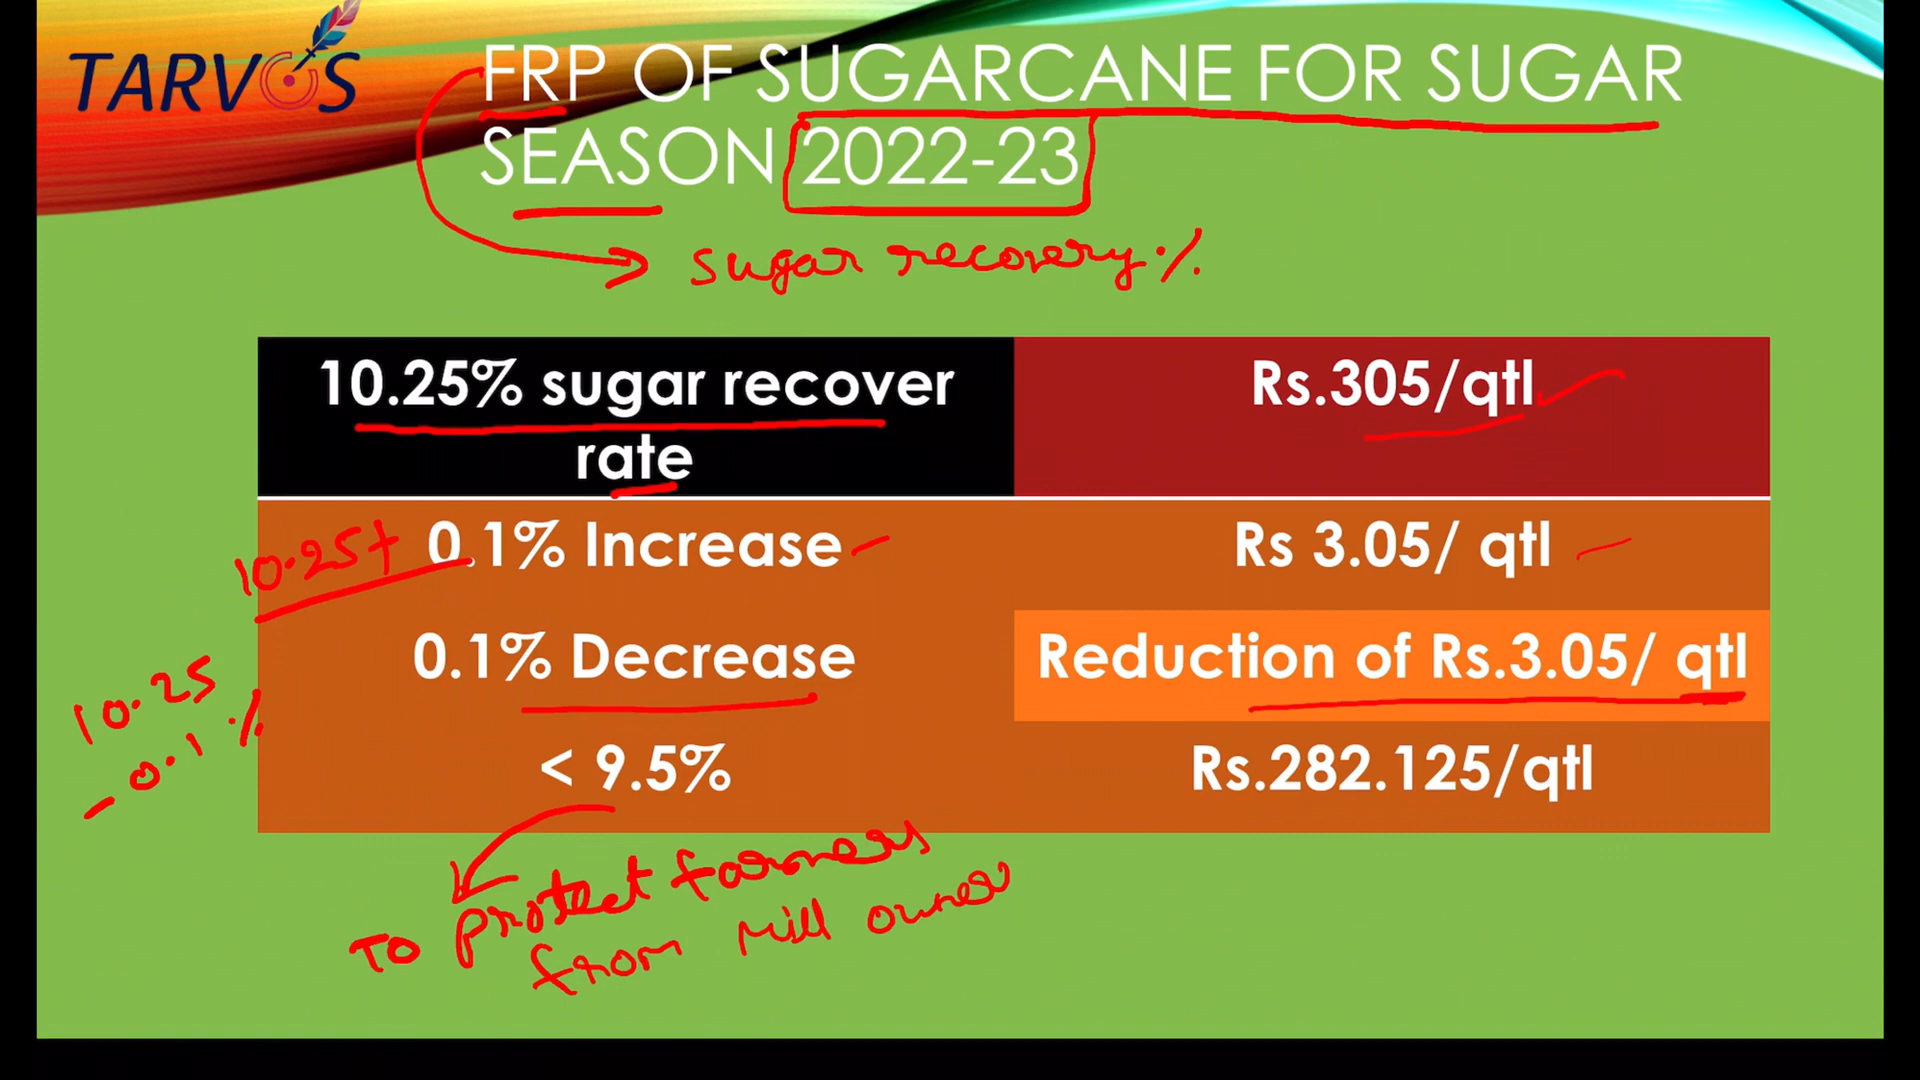 TARVOS
FRP OF SUGARCANE FOR SUGAR
SEASON 2022-23
sugar recovery %
10.25% sugar recover
rate
Rs.305/qtl
10.25+
0.1% Increase
Rs 3.05/ qtl
0.1% Decrease
Reduction of Rs.3.05/ qtl
10.25
- 0.1 %
< 9.5%
Rs.282.125/qtl
To protect farmers
from mill owner